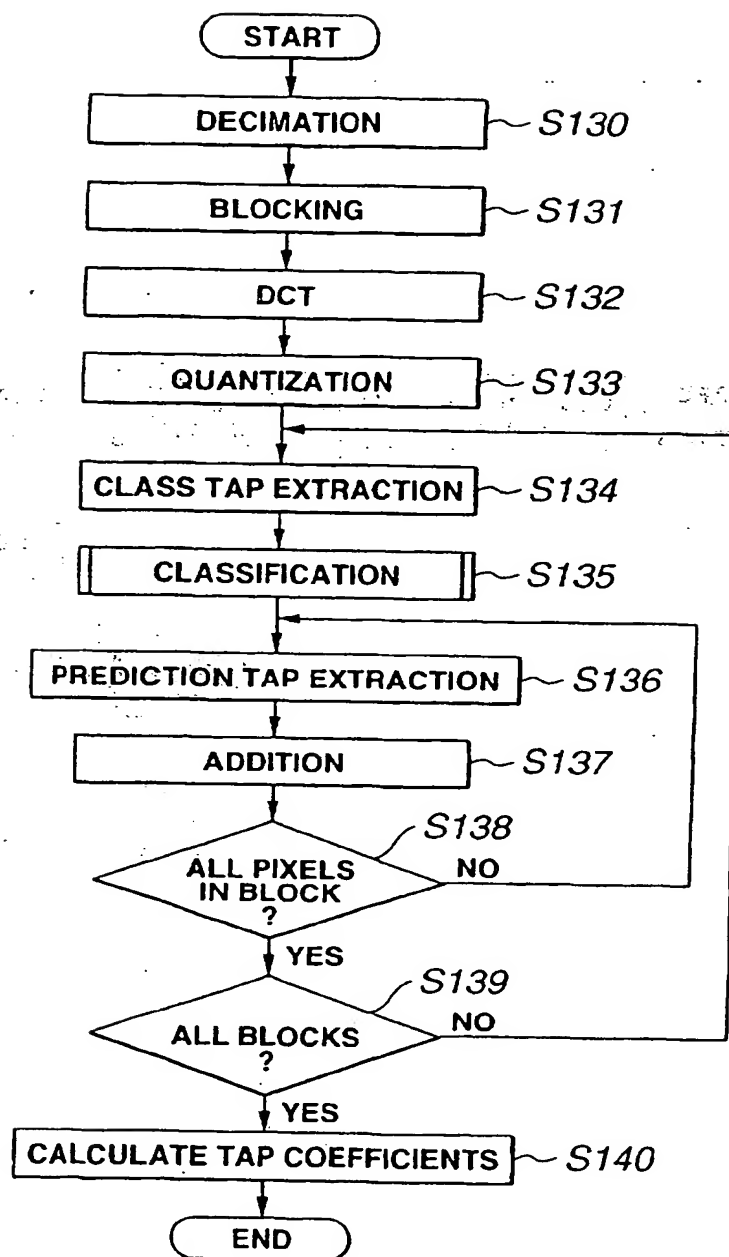 START
DECIMATION S130
BLOCKING S131
DCT S132
QUANTIZATION S133
CLASS TAP EXTRACTION S134
CLASSIFICATION S135
PREDICTION TAP EXTRACTION S136
ADDITION S137
S138
ALL PIXELS
IN BLOCK
?
NO
YES
S139
ALL BLOCKS
?
NO
YES
CALCULATE TAP COEFFICIENTS S140
END